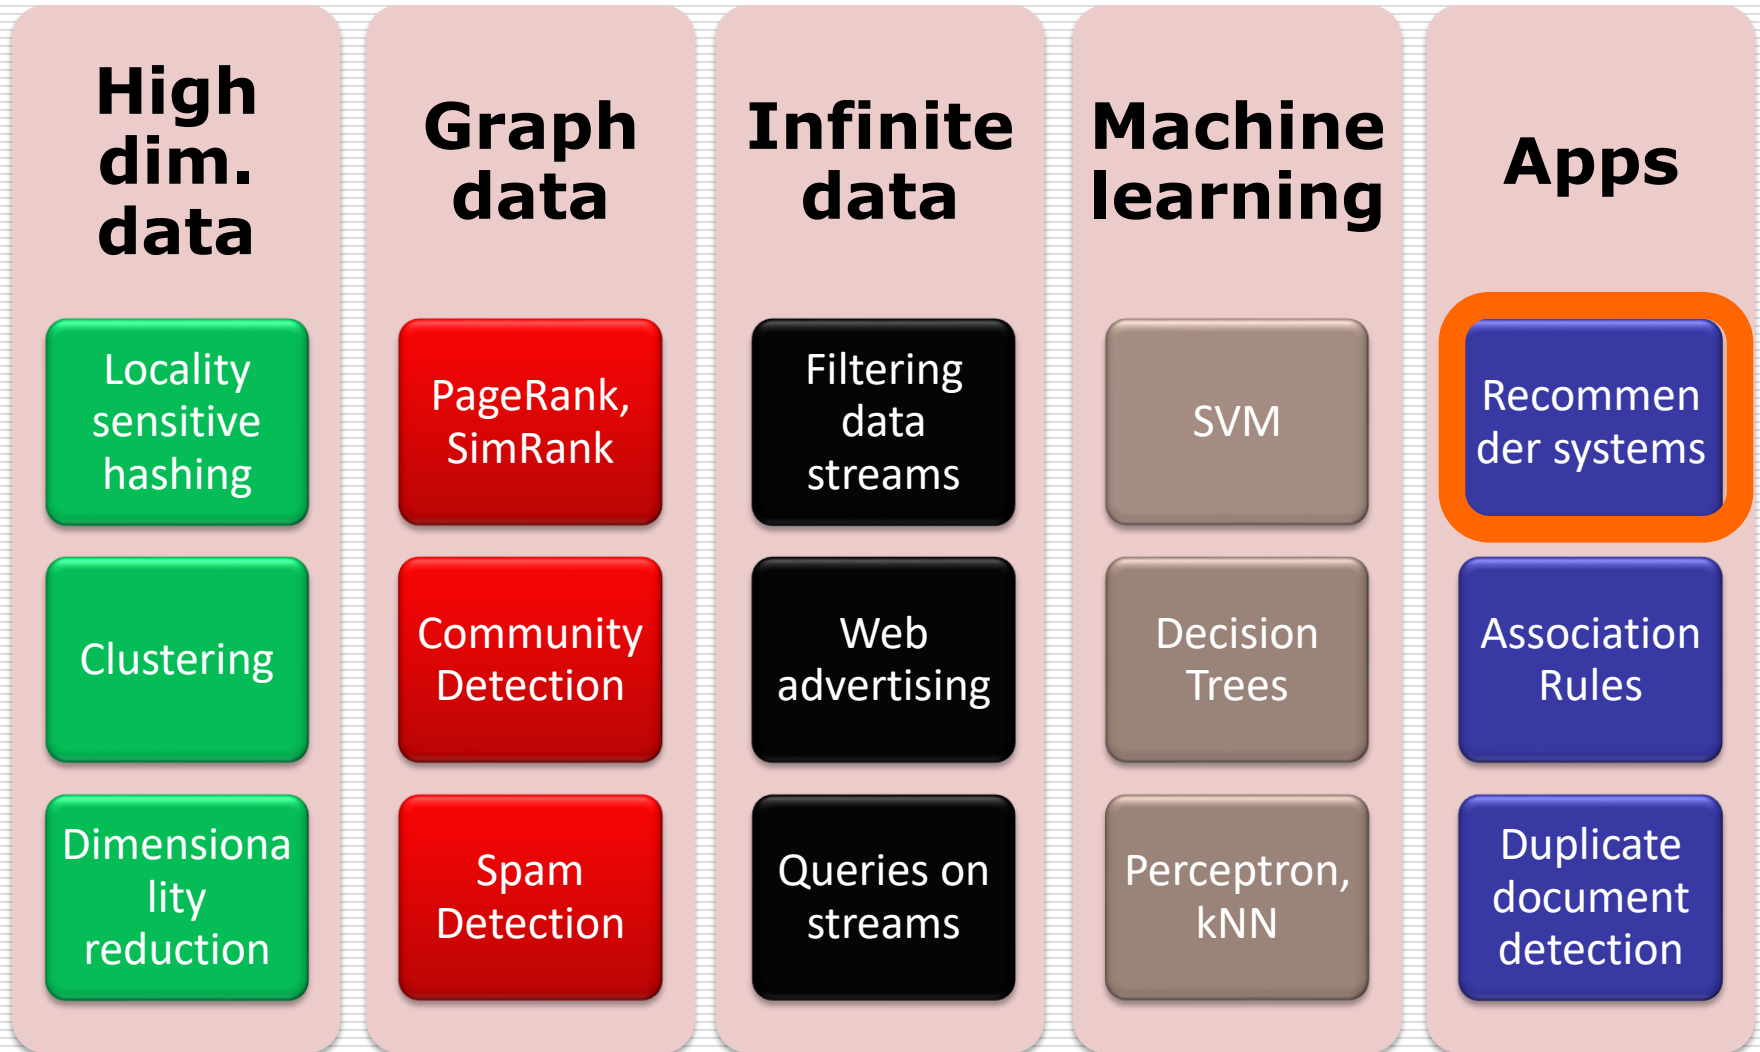 High
dim.
data
Locality
sensitive
hashing
Clustering
Dimensiona
lity
reduction
Graph
data
PageRank,
SimRank
Community
Detection
Spam
Detection
Infinite
data
Filtering
data
streams
Web
advertising
Queries on
streams
Machine
learning
SVM
Decision
Trees
Perceptron,
kNN
Apps
Recommen
der systems
Association
Rules
Duplicate
document
detection